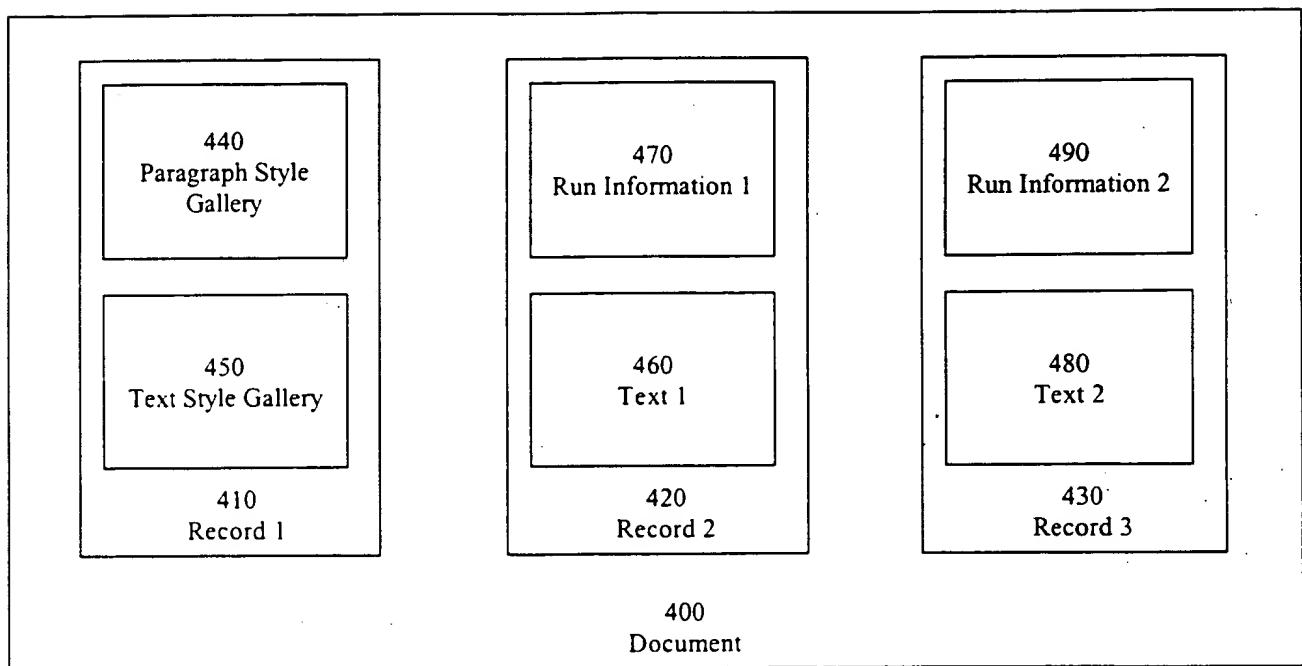 440
Paragraph Style
Gallery
450
Text Style Gallery
410
Record 1
470
Run Information 1
460
Text 1
420
Record 2
490
Run Information 2
480
Text 2
430
Record 3
400
Document